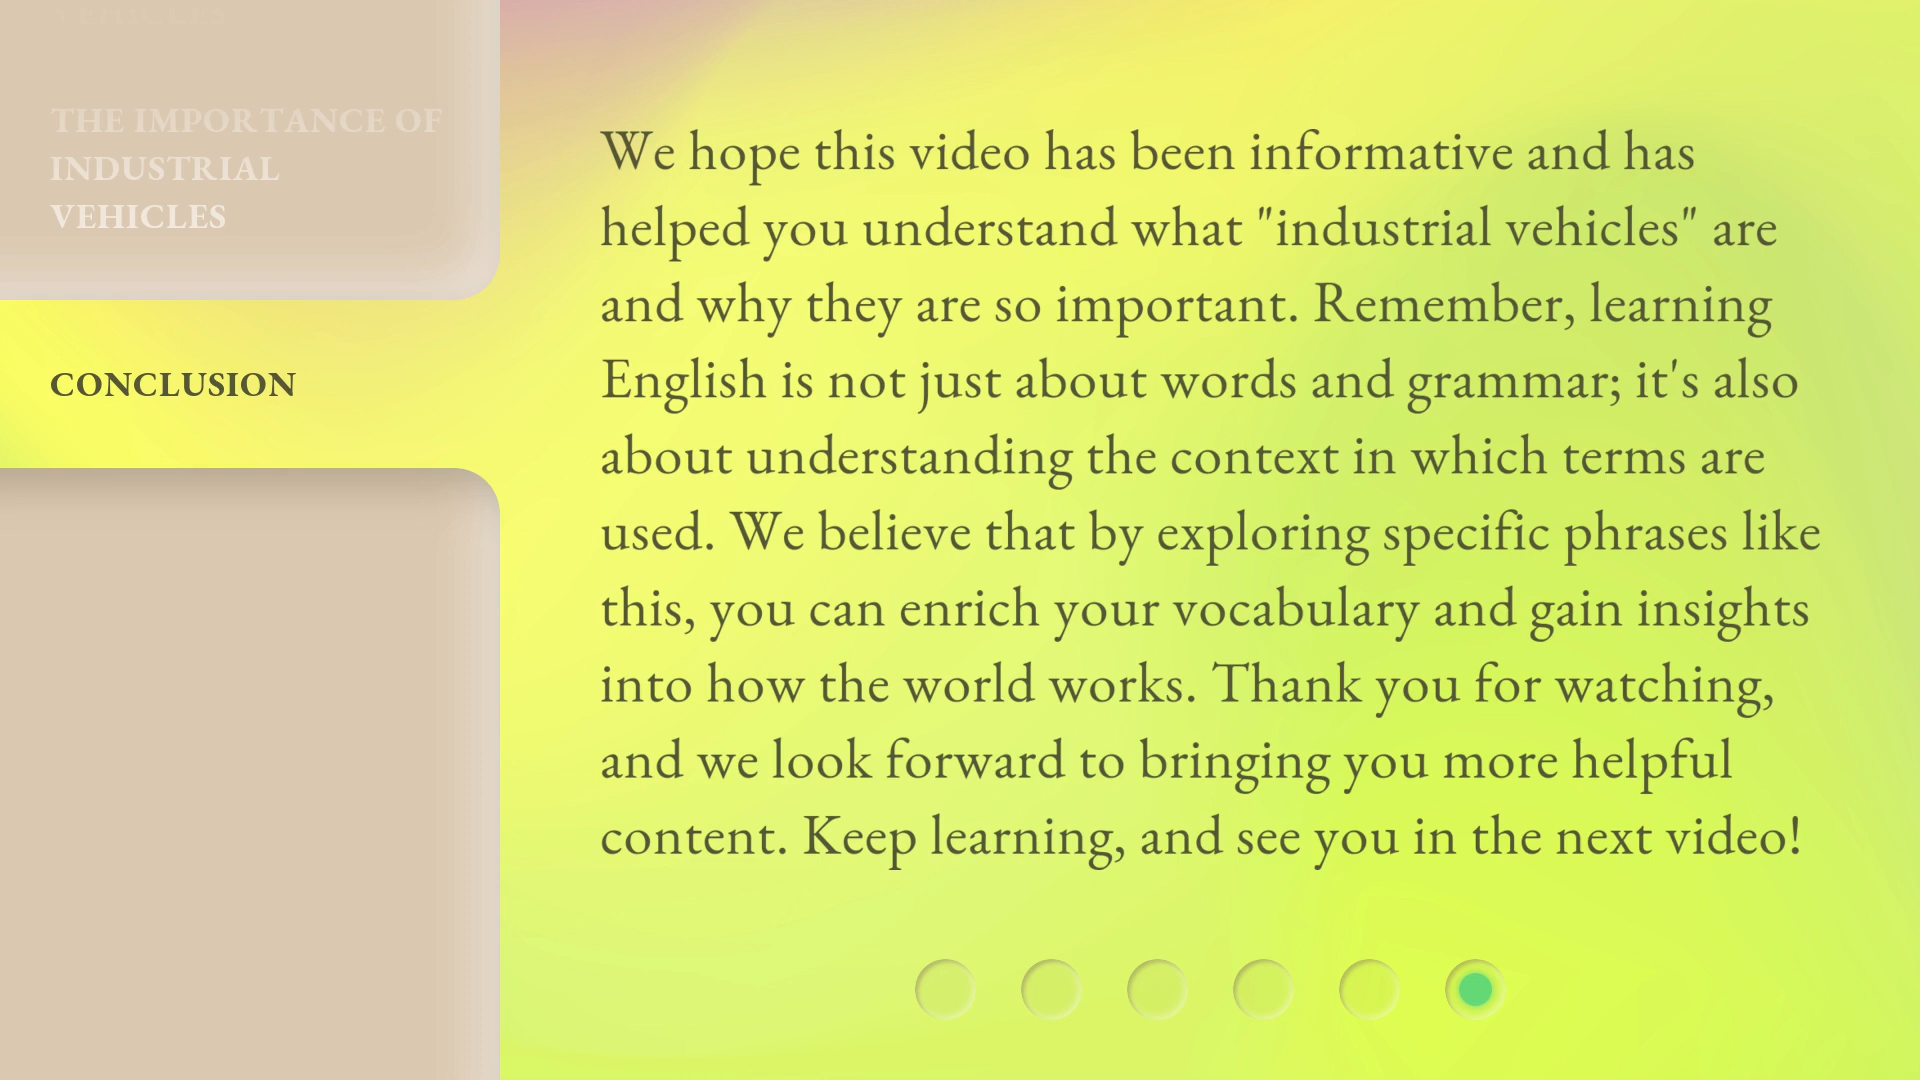 VEHICLES
THE IMPORTANCE OF
INDUSTRIAL
VEHICLES
CONCLUSION
We hope this video has been informative and has
helped you understand what "industrial vehicles" are
and why they are so important. Remember, learning
English is not just about words and grammar; it's also
about understanding the context in which terms are
used. We believe that by exploring specific phrases like
this, you can enrich your vocabulary and gain insights
into how the world works. Thank you for watching,
and we look forward to bringing you more helpful
content. Keep learning, and see you in the next video!